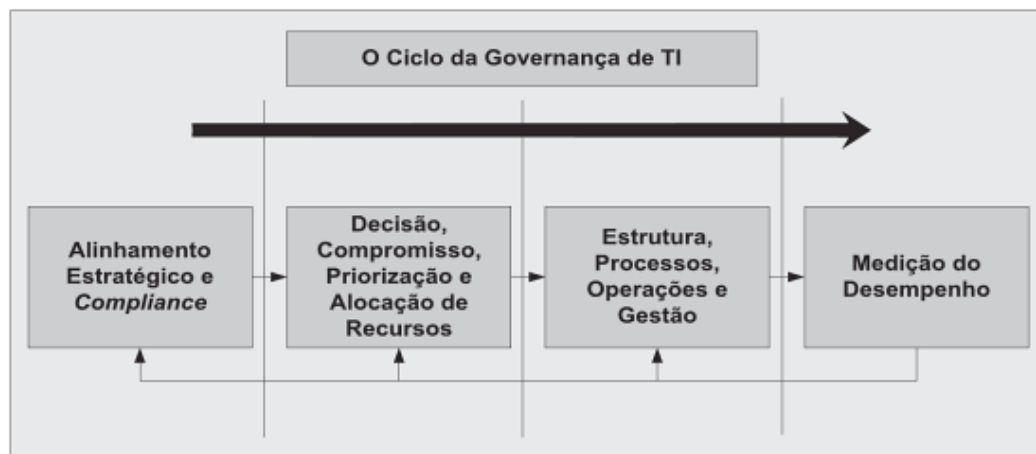 O Ciclo da Governança de TI
Alinhamento
Estratégico e
Compliance
Decisão,
Compromisso,
Priorização e
Alocação de
Recursos
Estrutura,
Processos,
Operações e
Gestão
Medição do
Desempenho